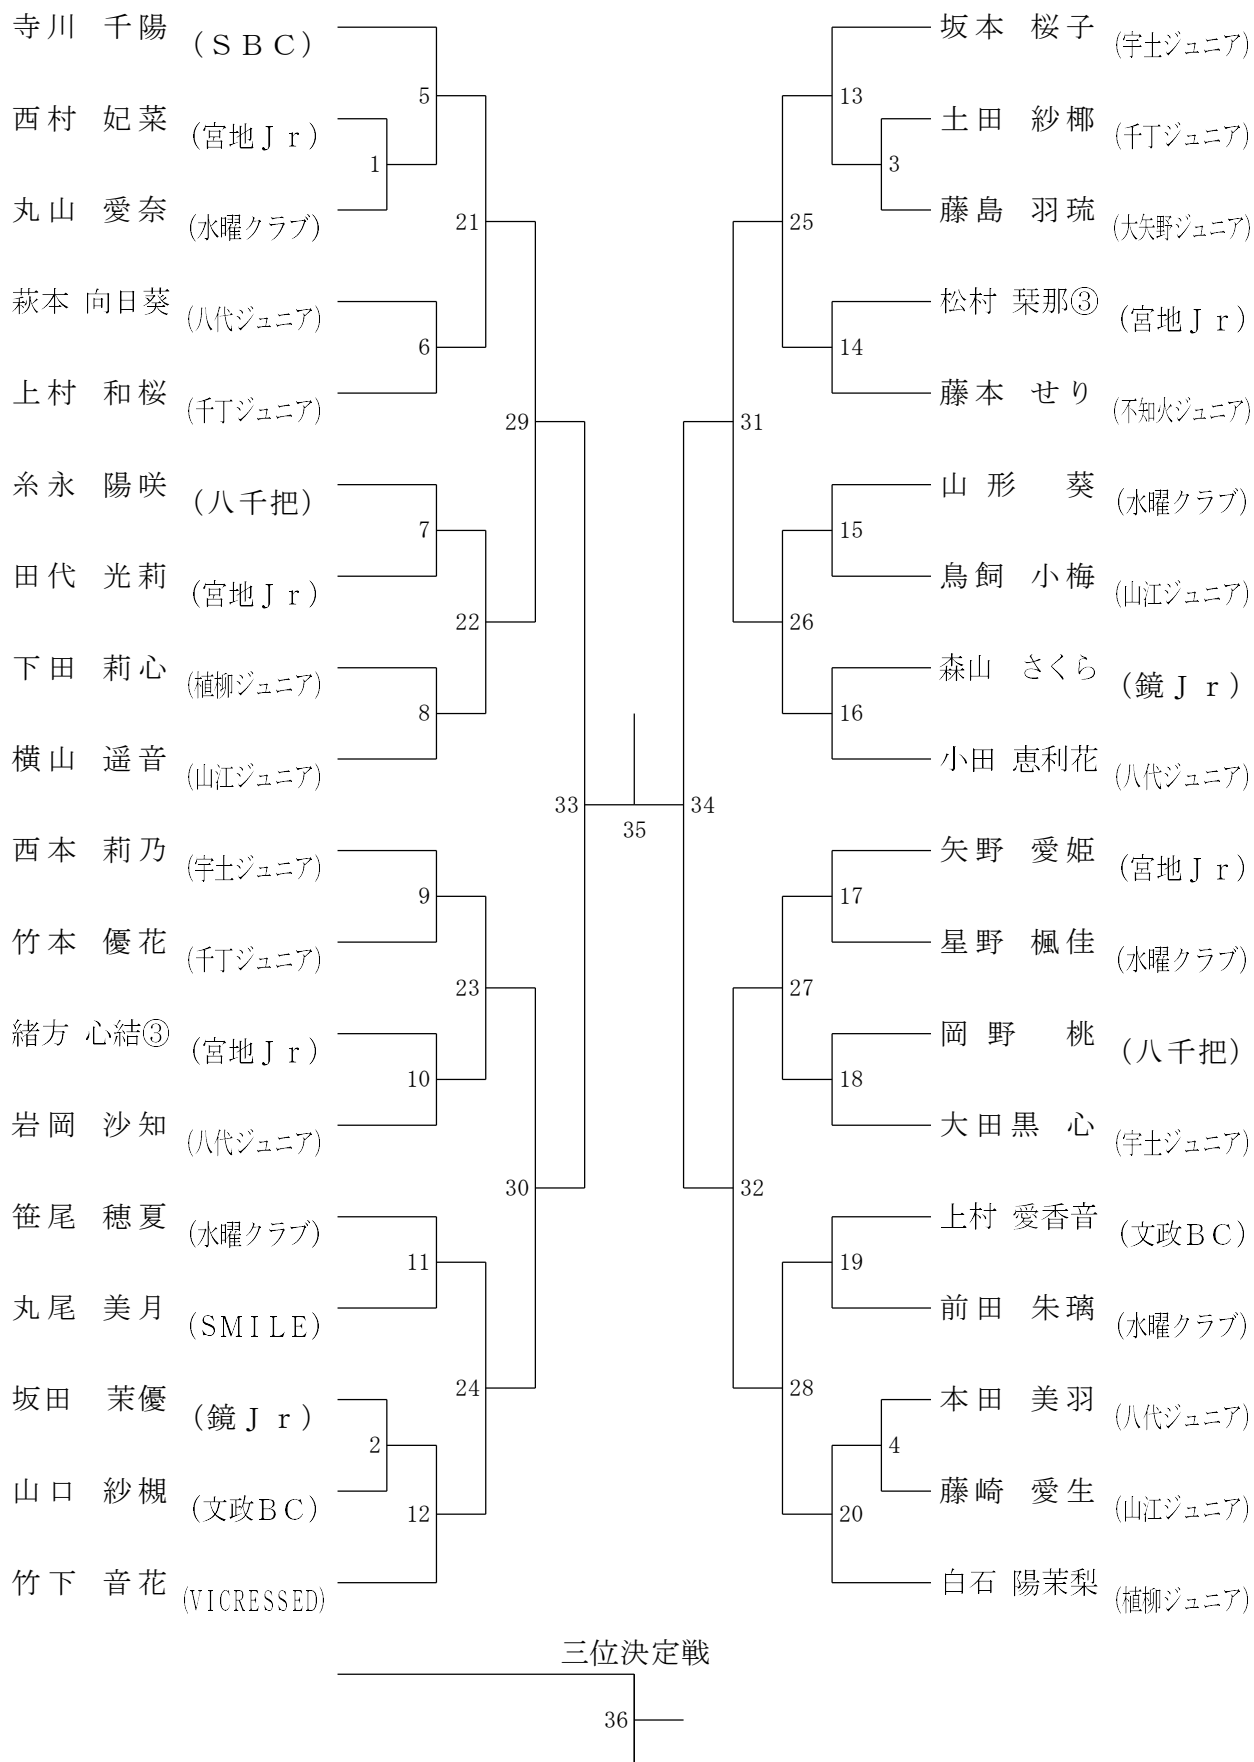 寺川 千陽 (ＳＢＣ)
5
西村 妃菜 (宮地Ｊｒ)
1
丸山 愛奈 (水曜クラブ)
21
萩本 向日葵 (八代ジュニア)
6
上村 和桜 (千丁ジュニア)
29
糸永 陽咲 (八千把)
7
田代 光莉 (宮地Ｊｒ)
22
下田 莉心 (植柳ジュニア)
8
横山 遥音 (山江ジュニア)
33
西本 莉乃 (宇土ジュニア)
9
竹本 優花 (千丁ジュニア)
23
緒方 心結③ (宮地Ｊｒ)
10
岩岡 沙知 (八代ジュニア)
30
笹尾 穂夏 (水曜クラブ)
11
丸尾 美月 (SMILE)
24
坂田 茉優 (鏡Ｊｒ)
2
山口 紗槻 (文政ＢＣ)
12
竹下 音花 (VICRESSED)
35
坂本 桜子 (宇土ジュニア)
13
土田 紗椰 (千丁ジュニア)
3
藤島 羽琉 (大矢野ジュニア)
25
松村 栞那③ (宮地Ｊｒ)
14
藤本 せり (不知火ジュニア)
31
山形 葵 (水曜クラブ)
15
鳥飼 小梅 (山江ジュニア)
26
森山 さくら (鏡Ｊｒ)
16
小田 恵利花 (八代ジュニア)
34
矢野 愛姫 (宮地Ｊｒ)
17
星野 楓佳 (水曜クラブ)
27
岡野 桃 (八千把)
18
大田黒 心 (宇土ジュニア)
32
上村 愛香音 (文政ＢＣ)
19
前田 朱璃 (水曜クラブ)
28
本田 美羽 (八代ジュニア)
4
藤崎 愛生 (山江ジュニア)
20
白石 陽茉梨 (植柳ジュニア)
三位決定戦
36